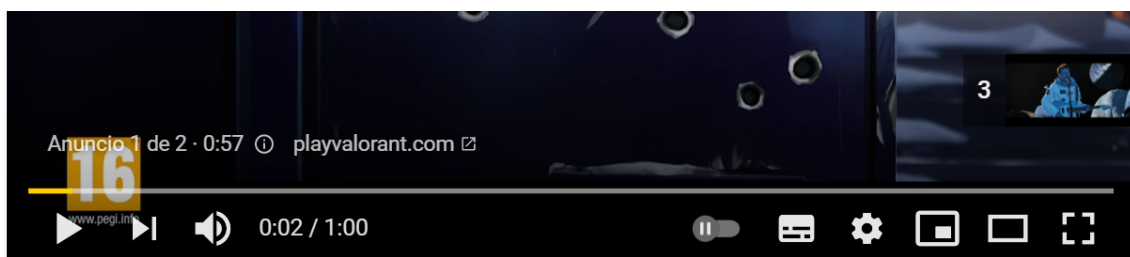 3
Anuncio 1 de 2 · 0:57 playvalorant.com
16
www.pegi.info
0:02 / 1:00